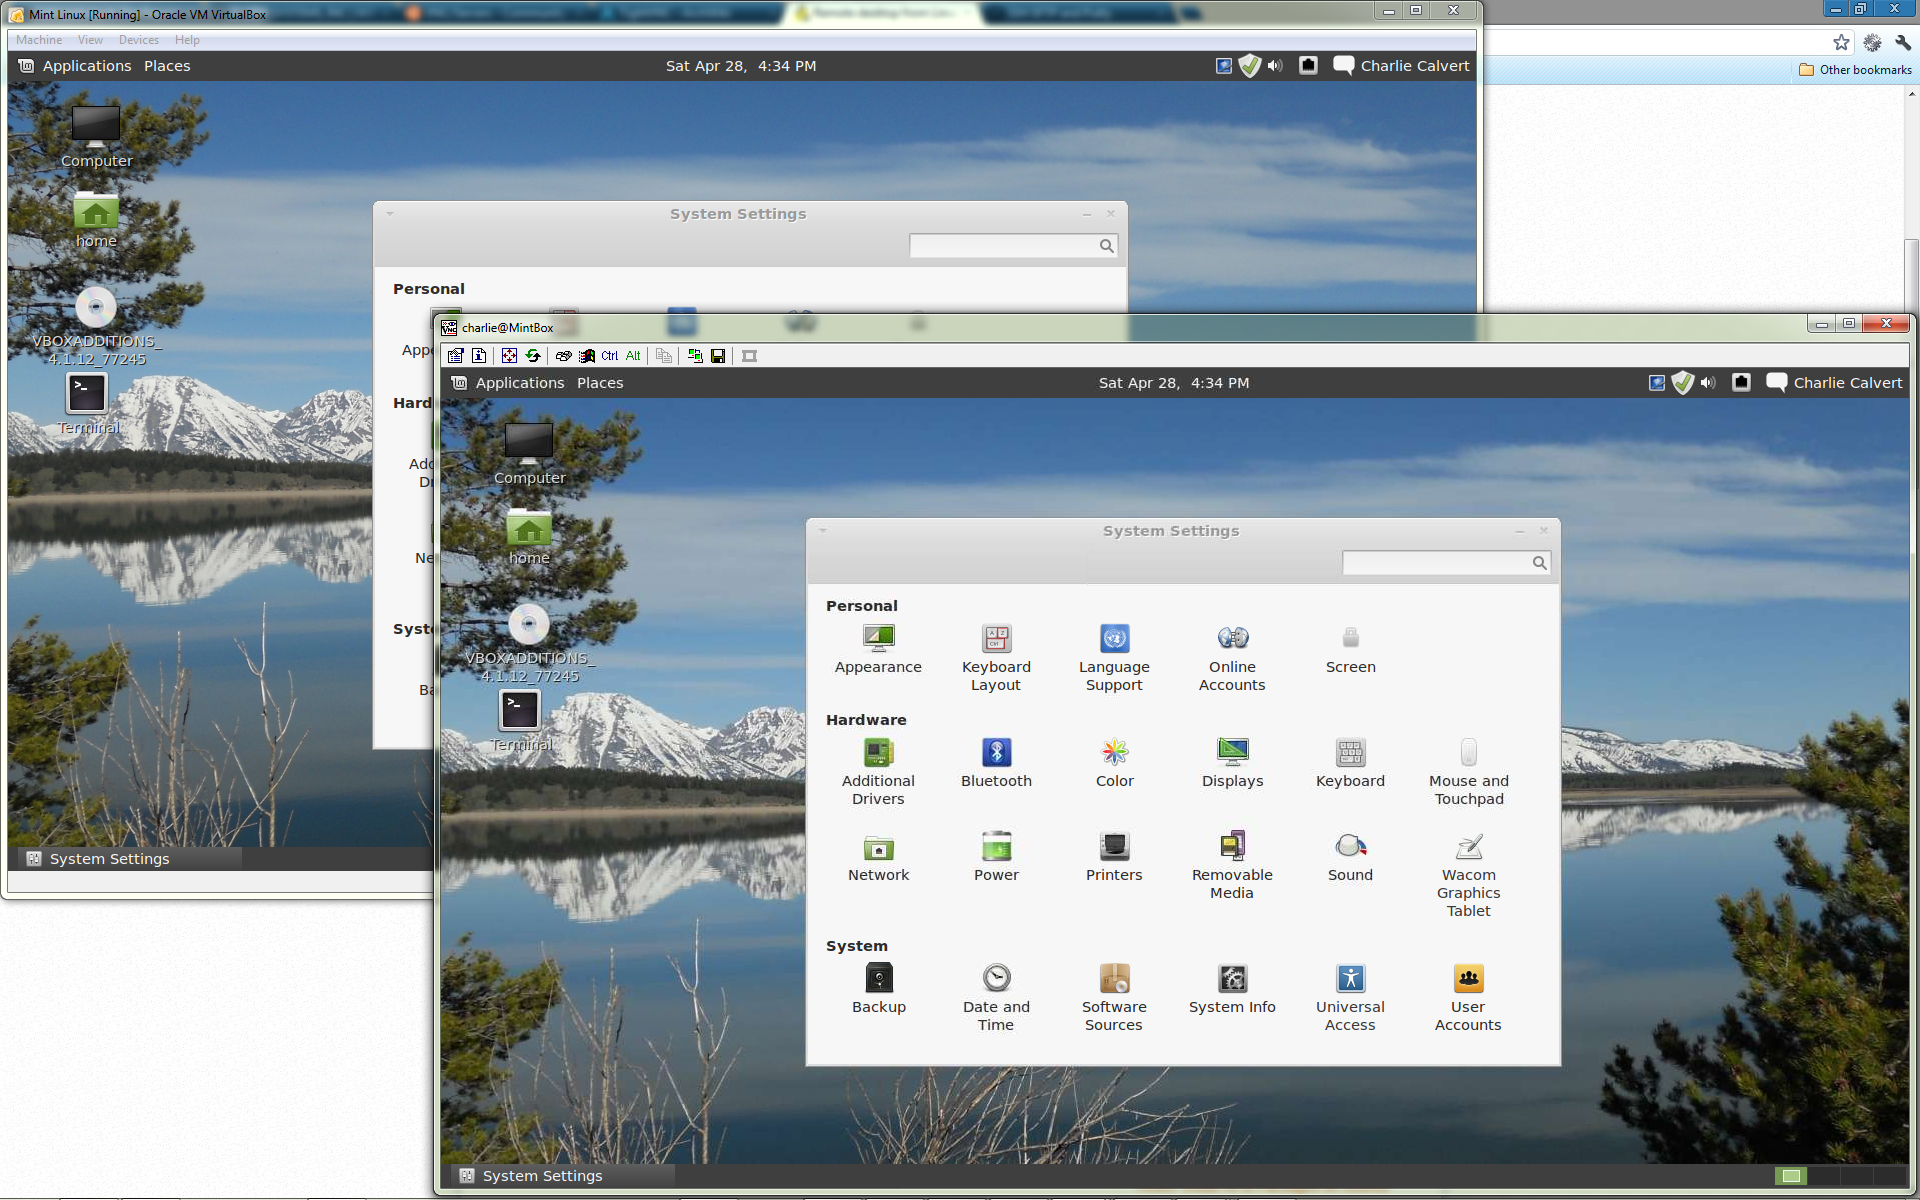 Mint Linux [Running] - Oracle VM VirtualBox
Machine View Devices Help
Applications Places
Sat Apr 28, 4:34 PM
Charlie Calvert
Other bookmarks
Computer
home
VBOXADDITIONS_
4.1.12_77245
Terminal
System Settings
Personal
Appe
Hard
Add
Dr
Ne
Syste
Ba
System Settings
charlie@MintBox
Ctrl Alt
Applications Places
Sat Apr 28, 4:34 PM
Charlie Calvert
Computer
home
VBOXADDITIONS_
4.1.12_77245
Terminal
System Settings
Personal
Appearance
Keyboard
Layout
Language
Support
Online
Accounts
Screen
Hardware
Additional
Drivers
Bluetooth
Color
Displays
Keyboard
Mouse and
Touchpad
Network
Power
Printers
Removable
Media
Sound
Wacom
Graphics
Tablet
System
Backup
Date and
Time
Software
Sources
System Info
Universal
Access
User
Accounts
System Settings